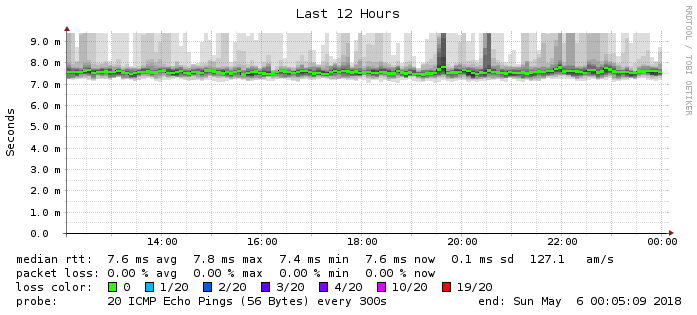 Last 12 Hours
RRDTOOL / TOBI OETIKER
Seconds
9.0 m
8.0 m
7.0 m
6.0 m
5.0 m
4.0 m
3.0 m
2.0 m
1.0 m
0.0
14:00 16:00 18:00 20:00 22:00 00:00
median rtt: 7.6 ms avg 7.8 ms max 7.4 ms min 7.6 ms now 0.1 ms sd 127.1 am/s
packet loss: 0.00 % avg 0.00 % max 0.00 % min 0.00 % now
loss color: 0 1/20 2/20 3/20 4/20 10/20 19/20
probe: 20 ICMP Echo Pings (56 Bytes) every 300s end: Sun May 6 00:05:09 2018